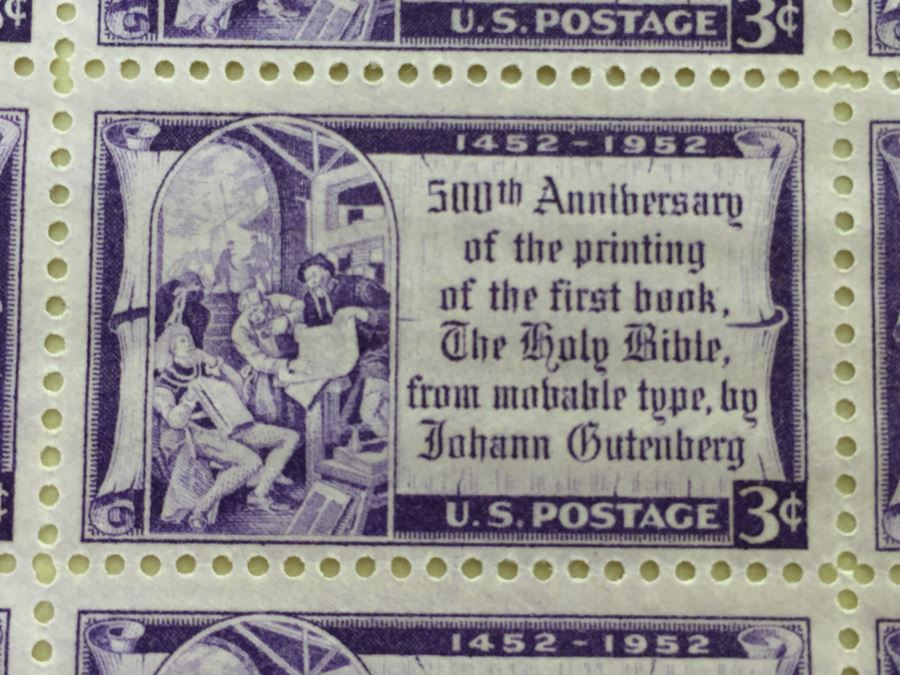 ¢
U.S. POSTAGE 3¢
1452-1952
500th Anniversary
of the printing
of the first book,
The Holy Bible,
from movable type, by
Johann Gutenberg
U.S. POSTAGE 3¢
¢
1452-1952